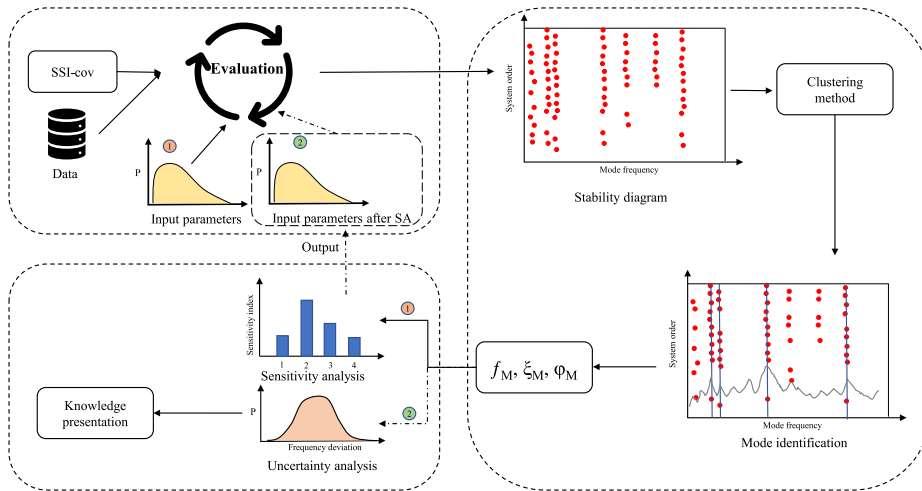 SSI-cov
Evaluation
Data
1
P
Input parameters
2
P
Input parameters after SA
Output
System order
Mode frequency
Stability diagram
Clustering
method
System order
Mode frequency
Mode identification
f_M, ξ_M, φ_M
1
Sensitivity index
1 2 3 4
Sensitivity analysis
2
P
Frequency deviation
Uncertainty analysis
Knowledge
presentation